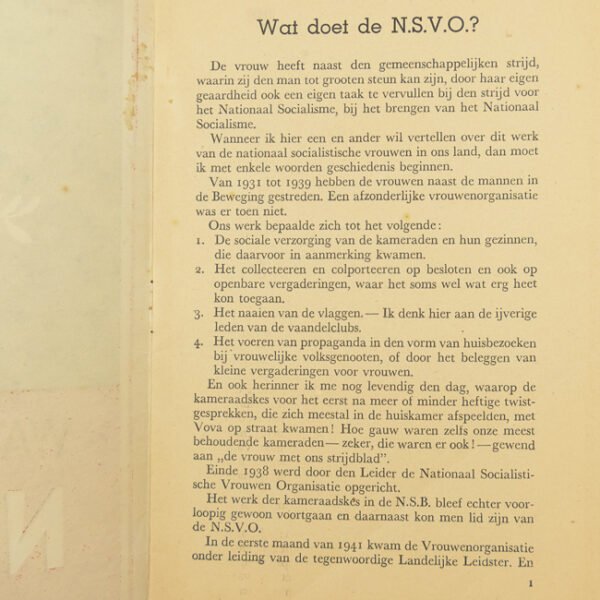 Wat doet de N.S.V.O.?
De vrouw heeft naast den gemeenschappelijken strijd,
waarin zij den man tot grooten steun kan zijn, door haar eigen
geaardheid ook een eigen taak te vervullen bij den strijd voor
het Nationaal Socialisme, bij het brengen van het Nationaal
Socialisme.
Wanneer ik hier een en ander wil vertellen over dit werk
van de nationaal socialistische vrouwen in ons land, dan moet
ik met enkele woorden geschiedenis beginnen.
Van 1931 tot 1939 hebben de vrouwen naast de mannen in
de Beweging gestreden. Een afzonderlijke vrouwenorganisatie
was er toen niet.
Ons werk bepaalde zich tot het volgende:
1. De sociale verzorging van de kameraden en hun gezinnen,
die daarvoor in aanmerking kwamen.
2. Het collecteeren en colporteeren op besloten en ook op
openbare vergaderingen, waar het soms wel wat erg heet
kon toegaan.
3. Het naaien van de vlaggen. — Ik denk hier aan de ijverige
leden van de vaandelclubs.
4. Het voeren van propaganda in den vorm van huisbezoeken
bij vrouwelijke volksgenooten, of door het beleggen van
kleine vergaderingen voor vrouwen.
En ook herinner ik me nog levendig den dag, waarop de
kameraadskes voor het eerst na meer of minder heftige twist-
gesprekken, die zich meestal in de huiskamer afspeelden, met
Vova op straat kwamen! Hoe gauw waren zelfs onze meest
behoudende kameraden — zeker, die waren er ook! — gewend
aan „de vrouw met ons strijdblad".
Einde 1938 werd door den Leider de Nationaal Socialisti-
sche Vrouwen Organisatie opgericht.
Het werk der kameraadskes in de N.S.B. bleef echter voor-
loopig gewoon voortgaan en daarnaast kon men lid zijn van
de N.S.V.O.
In de eerste maand van 1941 kwam de Vrouwenorganisatie
onder leiding van de tegenwoordige Landelijke Leidster. En
1